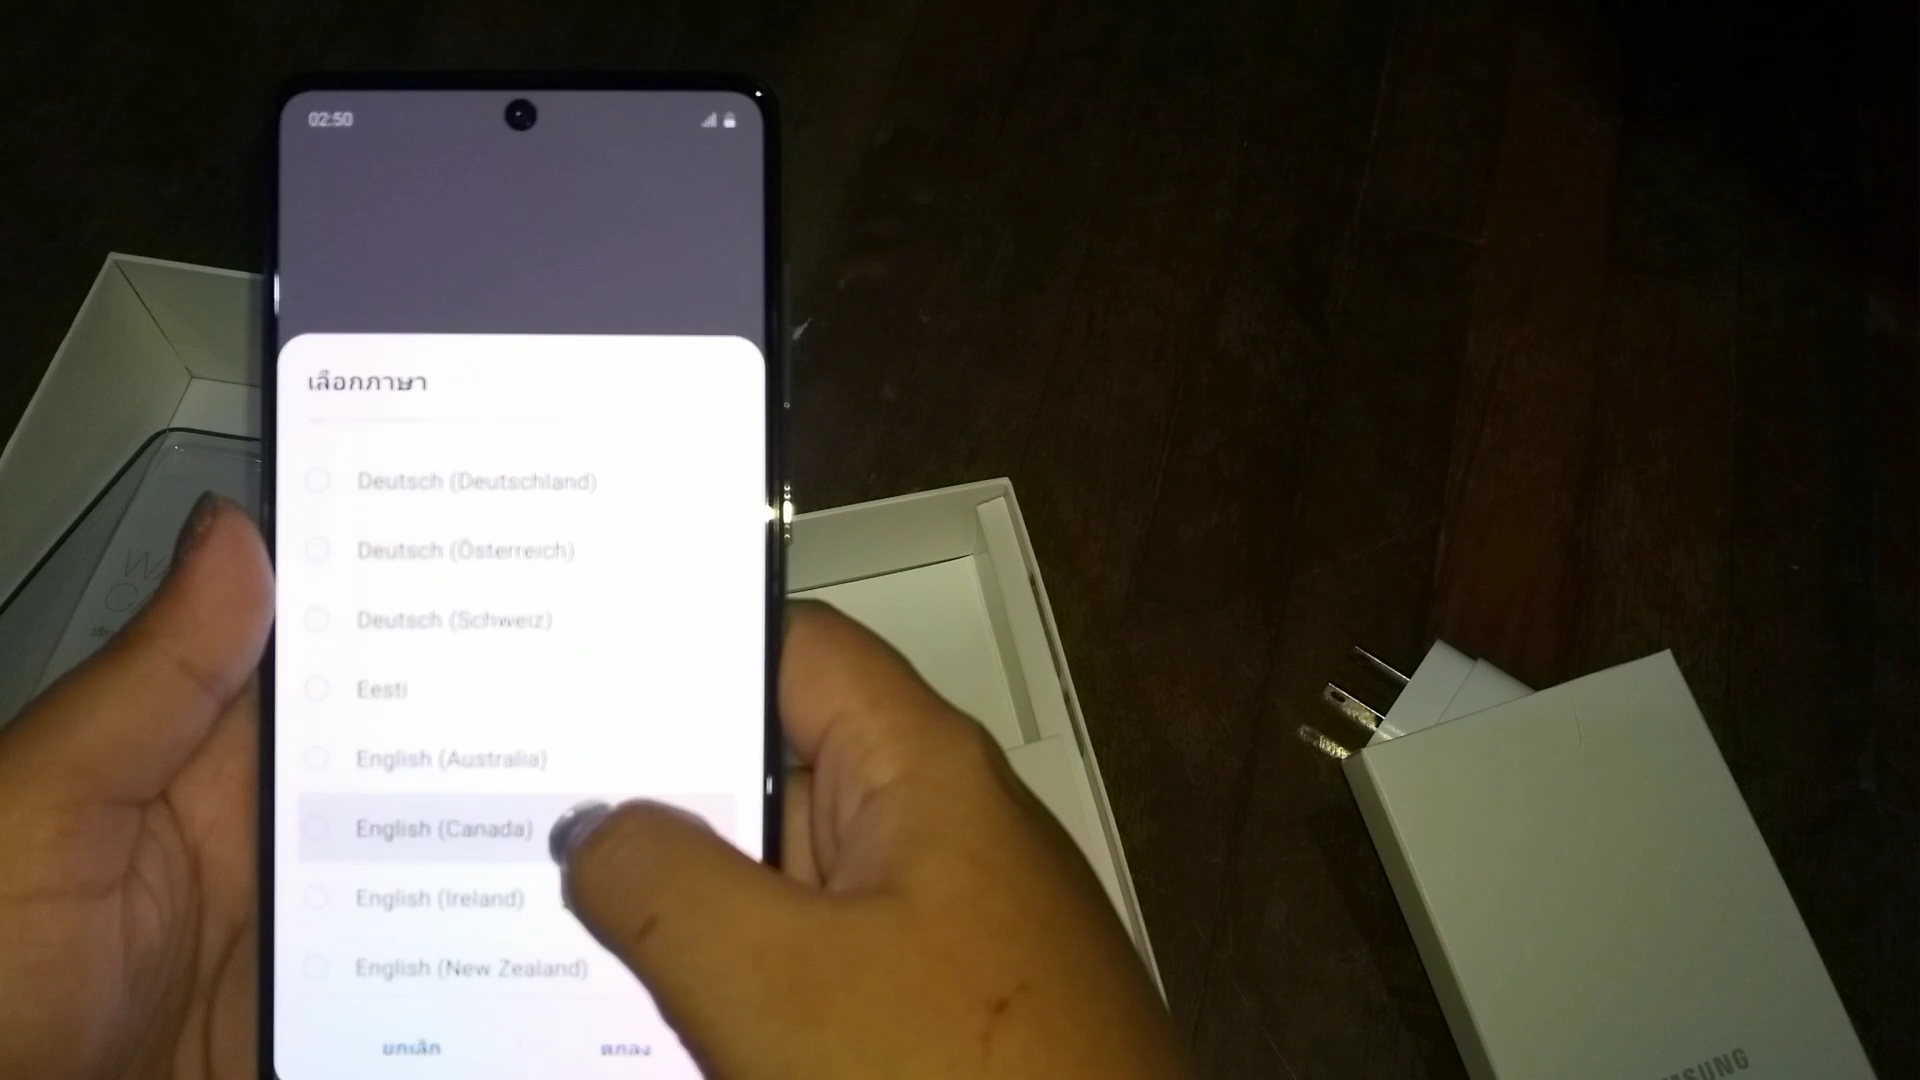 02:50
เลือกภาษา
Deutsch (Deutschland)
Deutsch (Österreich)
Deutsch (Schweiz)
Eesti
English (Australia)
English (Canada)
English (Ireland)
English (New Zealand)
ยกเลิก
ตกลง